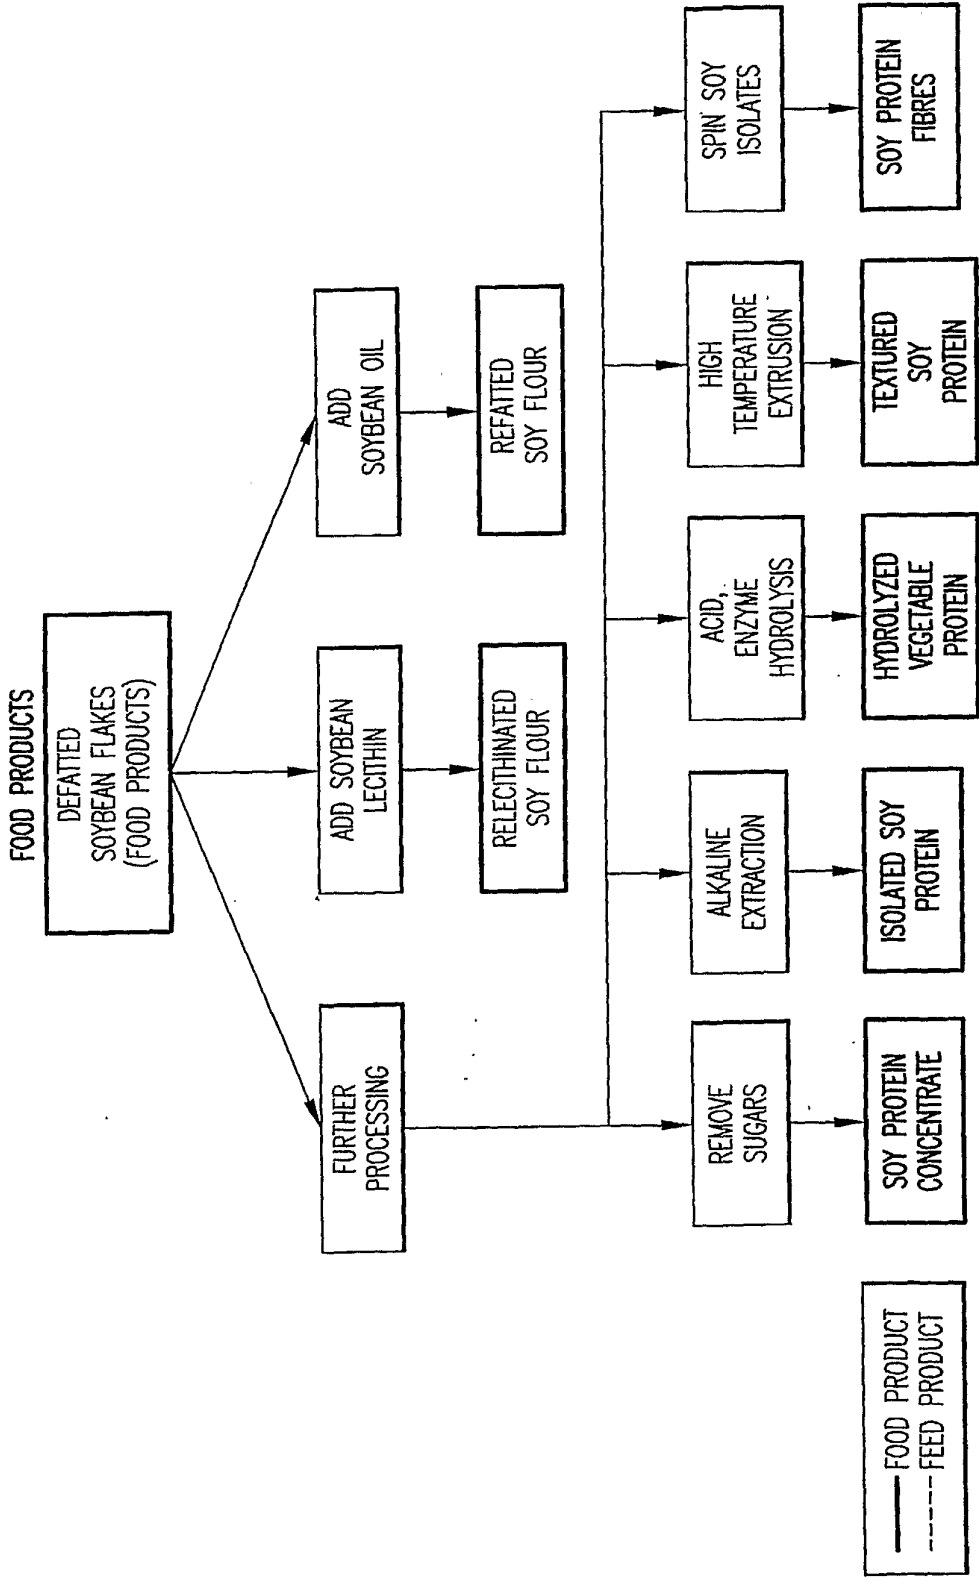 FOOD PRODUCTS
DEFATTED
SOYBEAN FLAKES
(FOOD PRODUCTS)
FURTHER
PROCESSING
ADD SOYBEAN
LECITHIN
ADD
SOYBEAN OIL
RELECITHINATED
SOY FLOUR
REFATTED
SOY FLOUR
REMOVE
SUGARS
ALKALINE
EXTRACTION
ACID,
ENZYME
HYDROLYSIS
HIGH
TEMPERATURE
EXTRUSION
SPIN SOY
ISOLATES
SOY PROTEIN
CONCENTRATE
ISOLATED SOY
PROTEIN
HYDROLYZED
VEGETABLE
PROTEIN
TEXTURED
SOY
PROTEIN
SOY PROTEIN
FIBRES
FOOD PRODUCT
FEED PRODUCT